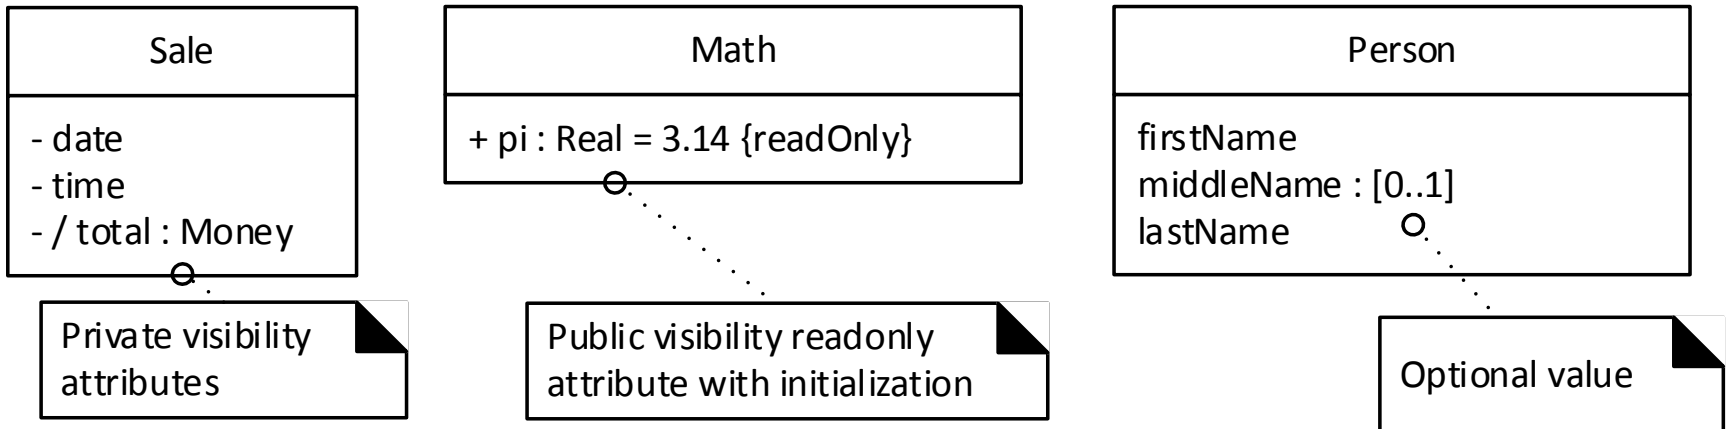 Sale
- date
- time
- / total : Money
Private visibility
attributes
Math
+ pi : Real = 3.14 {readOnly}
Public visibility readonly
attribute with initialization
Person
firstName
middleName : [0..1]
lastName
Optional value